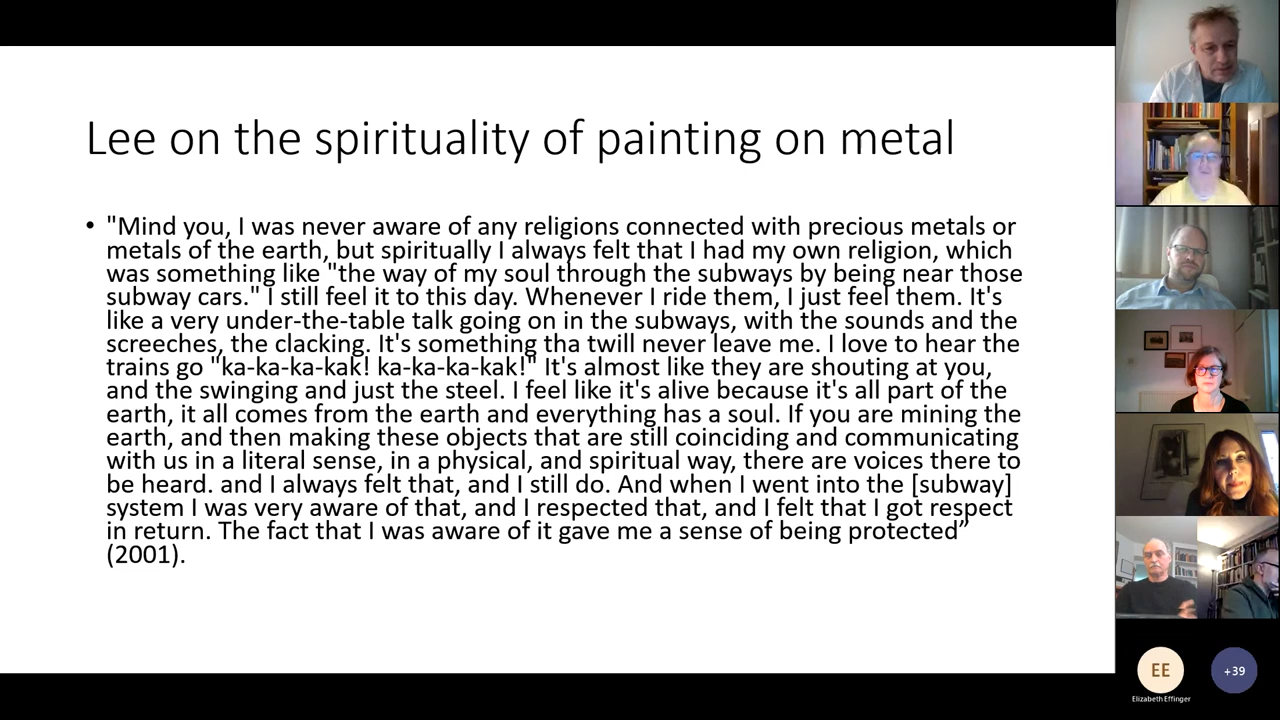 Lee on the spirituality of painting on metal
• "Mind you, I was never aware of any religions connected with precious metals or
metals of the earth, but spiritually I always felt that I had my own religion, which
was something like "the way of my soul through the subways by being near those
subway cars." I still feel it to this day. Whenever I ride them, I just feel them. It's
like a very under-the-table talk going on in the subways, with the sounds and the
screeches, the clacking. It's something tha twill never leave me. I love to hear the
trains go "ka-ka-ka-kak! ka-ka-ka-kak!" It's almost like they are shouting at you,
and the swinging and just the steel. I feel like it's alive because it's all part of the
earth, it all comes from the earth and everything has a soul. If you are mining the
earth, and then making these objects that are still coinciding and communicating
with us in a literal sense, in a physical, and spiritual way, there are voices there to
be heard. and I always felt that, and I still do. And when I went into the [subway]
system I was very aware of that, and I respected that, and I felt that I got respect
in return. The fact that I was aware of it gave me a sense of being protected”
(2001).
EE
Elizabeth Effinger
+39